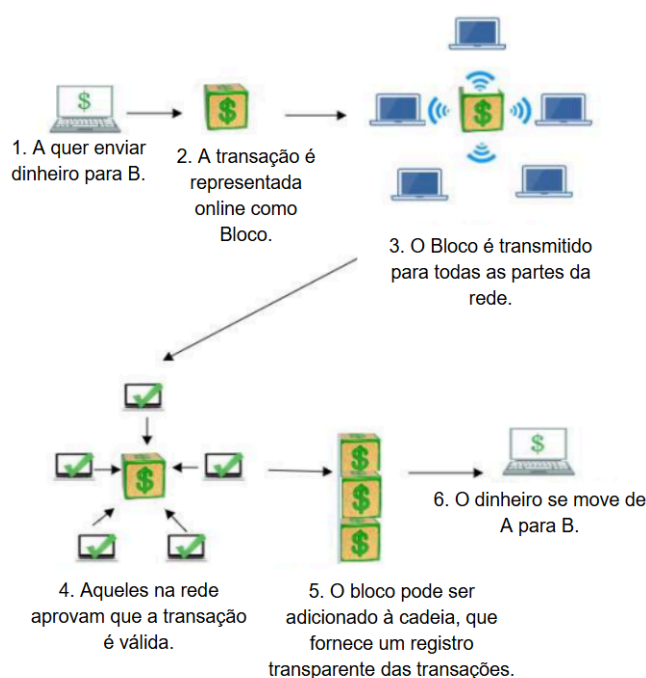 1. A quer enviar
dinheiro para B.
2. A transação é
representada
online como
Bloco.
3. O Bloco é transmitido
para todas as partes da
rede.
4. Aqueles na rede
aprovam que a transação
é válida.
5. O bloco pode ser
adicionado à cadeia, que
fornece um registro
transparente das transações.
6. O dinheiro se move de
A para B.